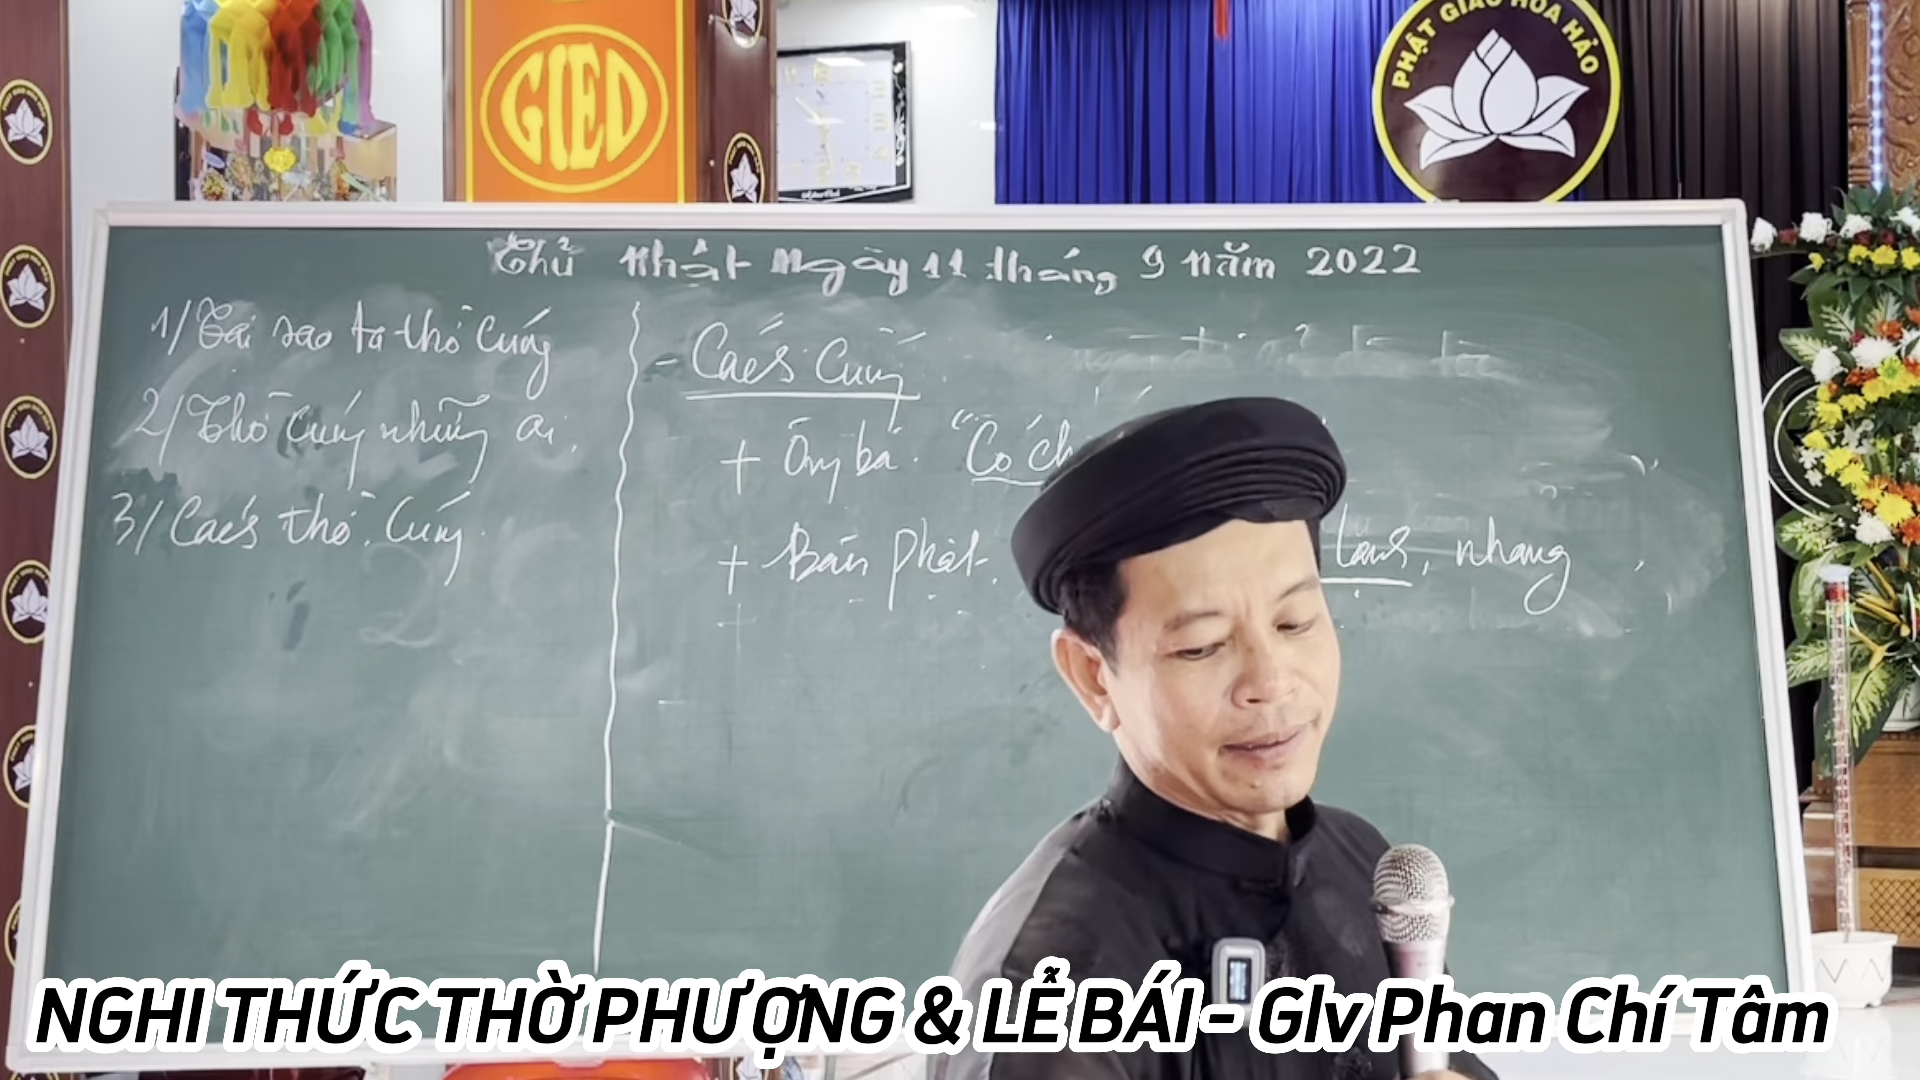 GIED
PHẬT GIÁO HÒA HẢO
Chủ nhật ngày 11 tháng 9 năm 2022
1/ Tại sao ta thờ cúng
2/ Thờ cúng những ai.
3/ Cách thờ. Cúng.
- Cách cúng
+ Ông bà. "Có
+ Bàn phật.
lạnh, nhang
NGHI THỨC THỜ PHƯỢNG & LỄ BÁI - Glv Phan Chí Tâm